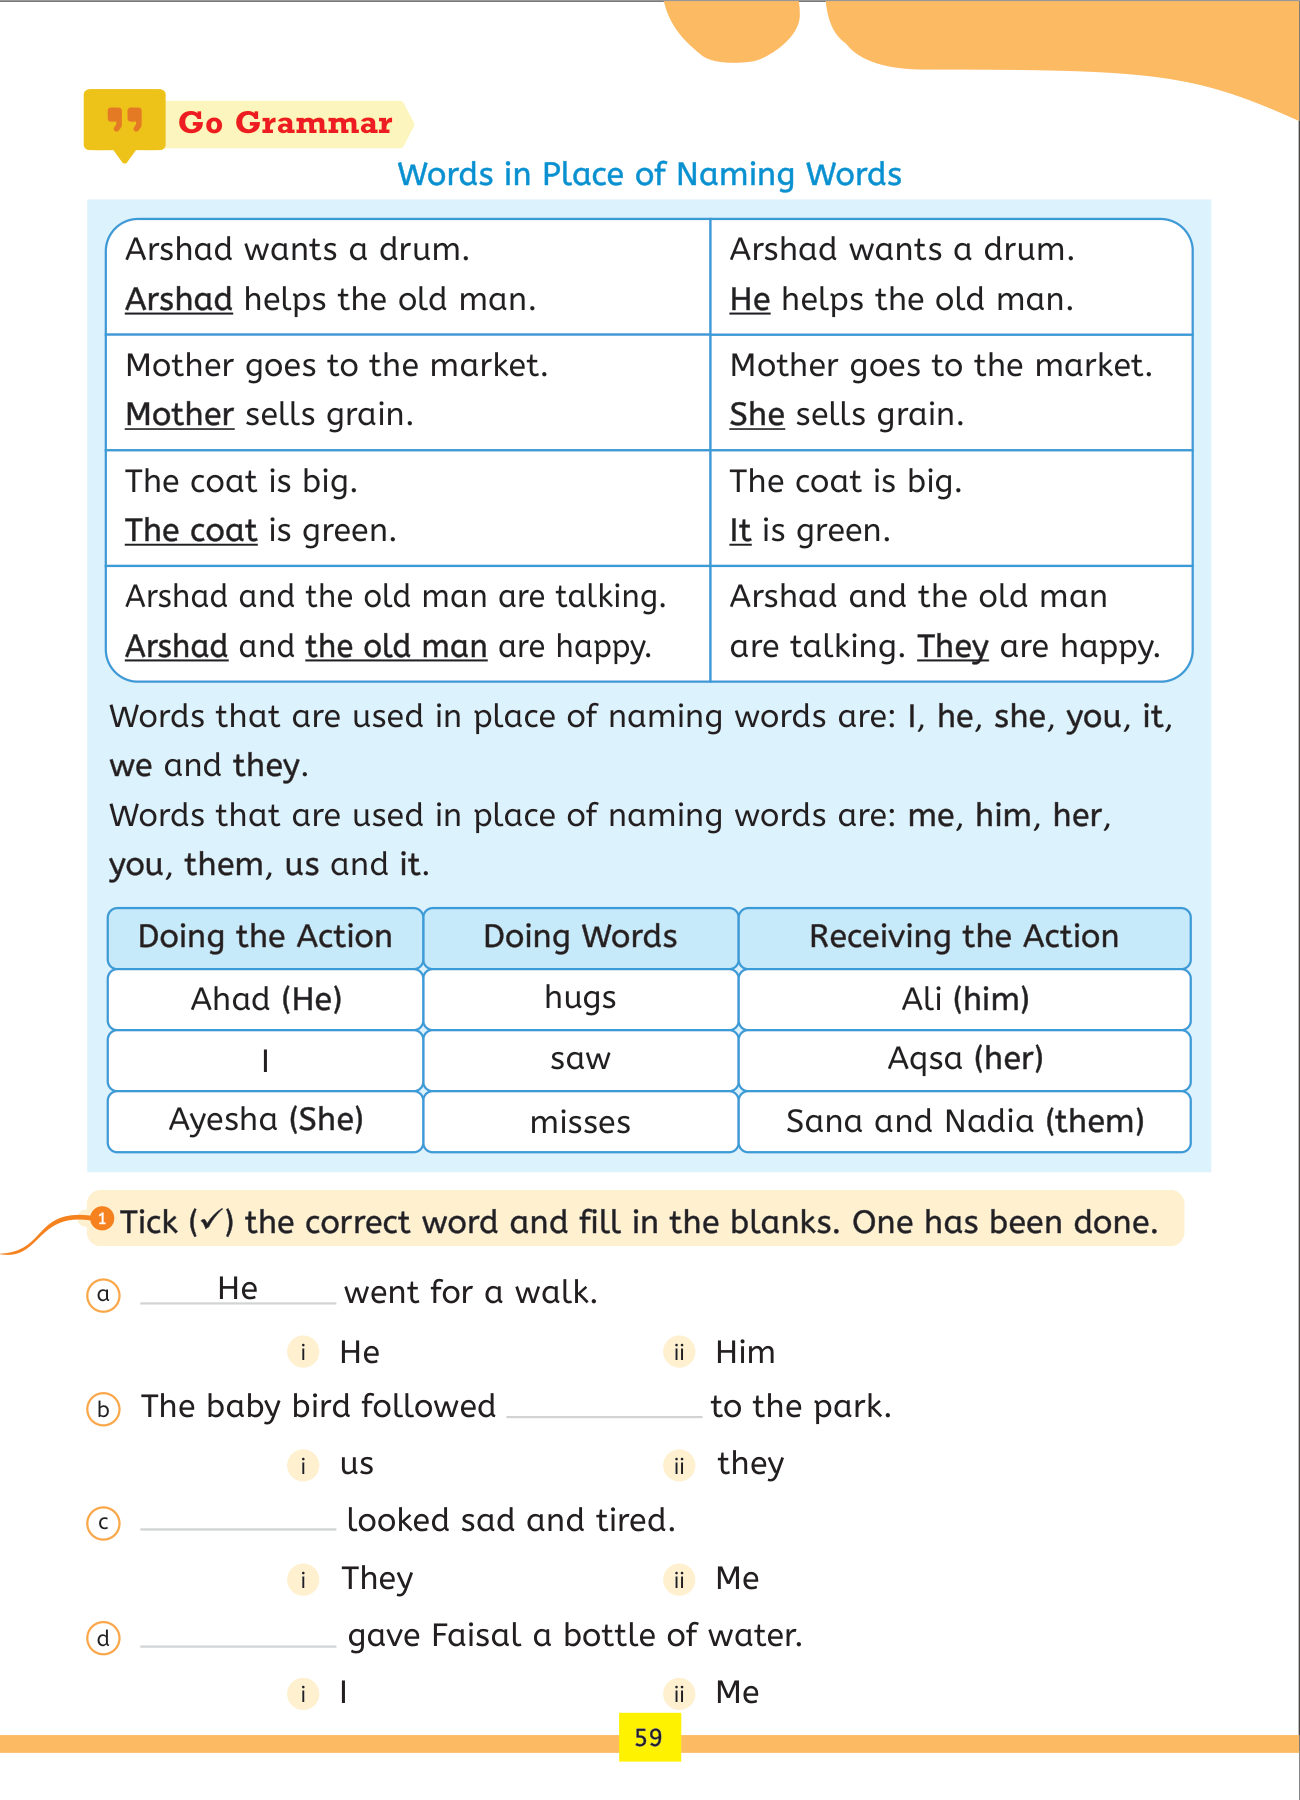 Go Grammar
Words in Place of Naming Words
Arshad wants a drum.
Arshad helps the old man.
Arshad wants a drum.
He helps the old man.
Mother goes to the market.
Mother sells grain.
Mother goes to the market.
She sells grain.
The coat is big.
The coat is green.
The coat is big.
It is green.
Arshad and the old man are talking.
Arshad and the old man are happy.
Arshad and the old man
are talking. They are happy.
Words that are used in place of naming words are: I, he, she, you, it,
we and they.
Words that are used in place of naming words are: me, him, her,
you, them, us and it.
Doing the Action Doing Words Receiving the Action
Ahad (He) hugs Ali (him)
I saw Aqsa (her)
Ayesha (She) misses Sana and Nadia (them)
1 Tick (✓) the correct word and fill in the blanks. One has been done.
a He went for a walk.
i He ii Him
b The baby bird followed ____ to the park.
i us ii they
c ____ looked sad and tired.
i They ii Me
d ____ gave Faisal a bottle of water.
i I ii Me
59